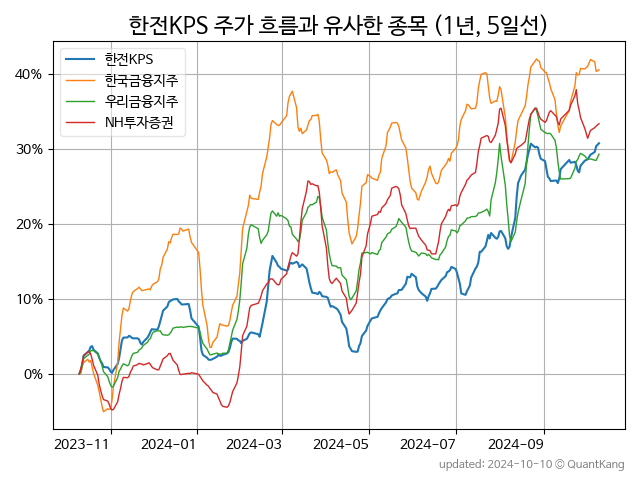 한전KPS 주가 흐름과 유사한 종목 (1년, 5일선)
한전KPS
한국금융지주
우리금융지주
NH투자증권
40%
30%
20%
10%
0%
2023-11 2024-01 2024-03 2024-05 2024-07 2024-09
updated: 2024-10-10 © QuantKang